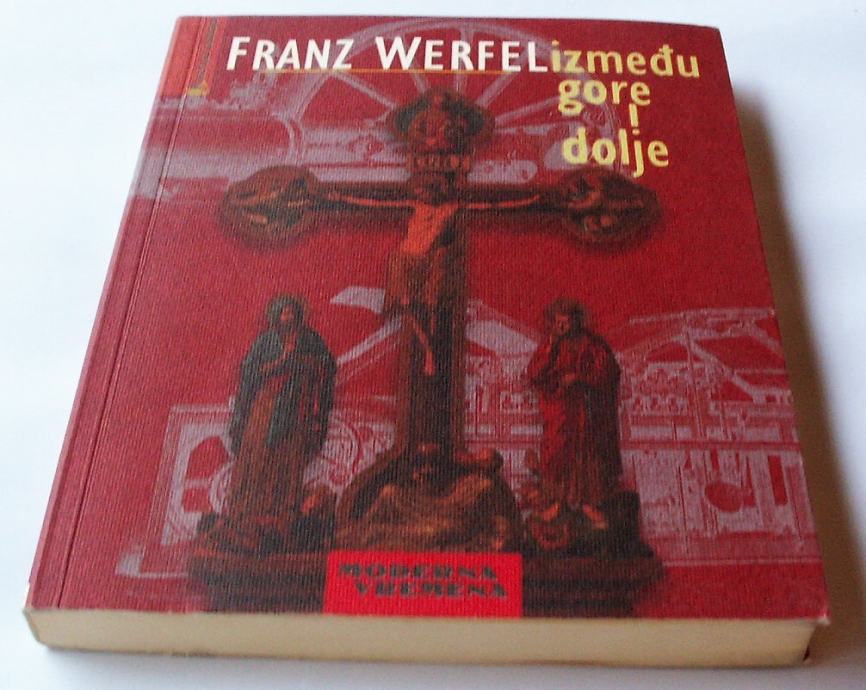 FRANZ WERFEL između
gore
i
dolje
MODERNA
VREMENA